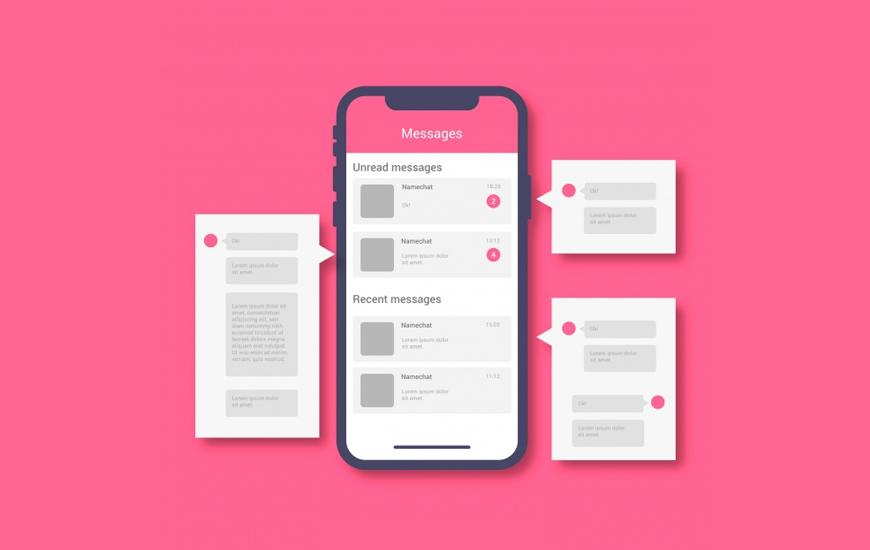 Messages
Unread messages
Namechat
18:20
Ok!
2
Namechat
13:12
Lorem ipsum dolor
sit amet.
4
Recent messages
Namechat
15:00
Lorem ipsum dolor
sit amet.
Namechat
11:12
Lorem ipsum dolor
sit amet.
Ok!
Lorem ipsum dolor
sit amet.
Lorem ipsum dolor sit
amet, consectetuer
adipiscing elit, sed
diam nonummy nibh
euismod tincidunt ut
laoreet dolore magna
aliquam erat volutpat.
Ut wisi enim ad minim
veniam, quis nostrud.
Lorem ipsum dolor
sit amet.
Ok!
Lorem ipsum dolor
sit amet.
Ok!
Lorem ipsum dolor
sit amet.
Ok!
Lorem ipsum dolor
sit amet.